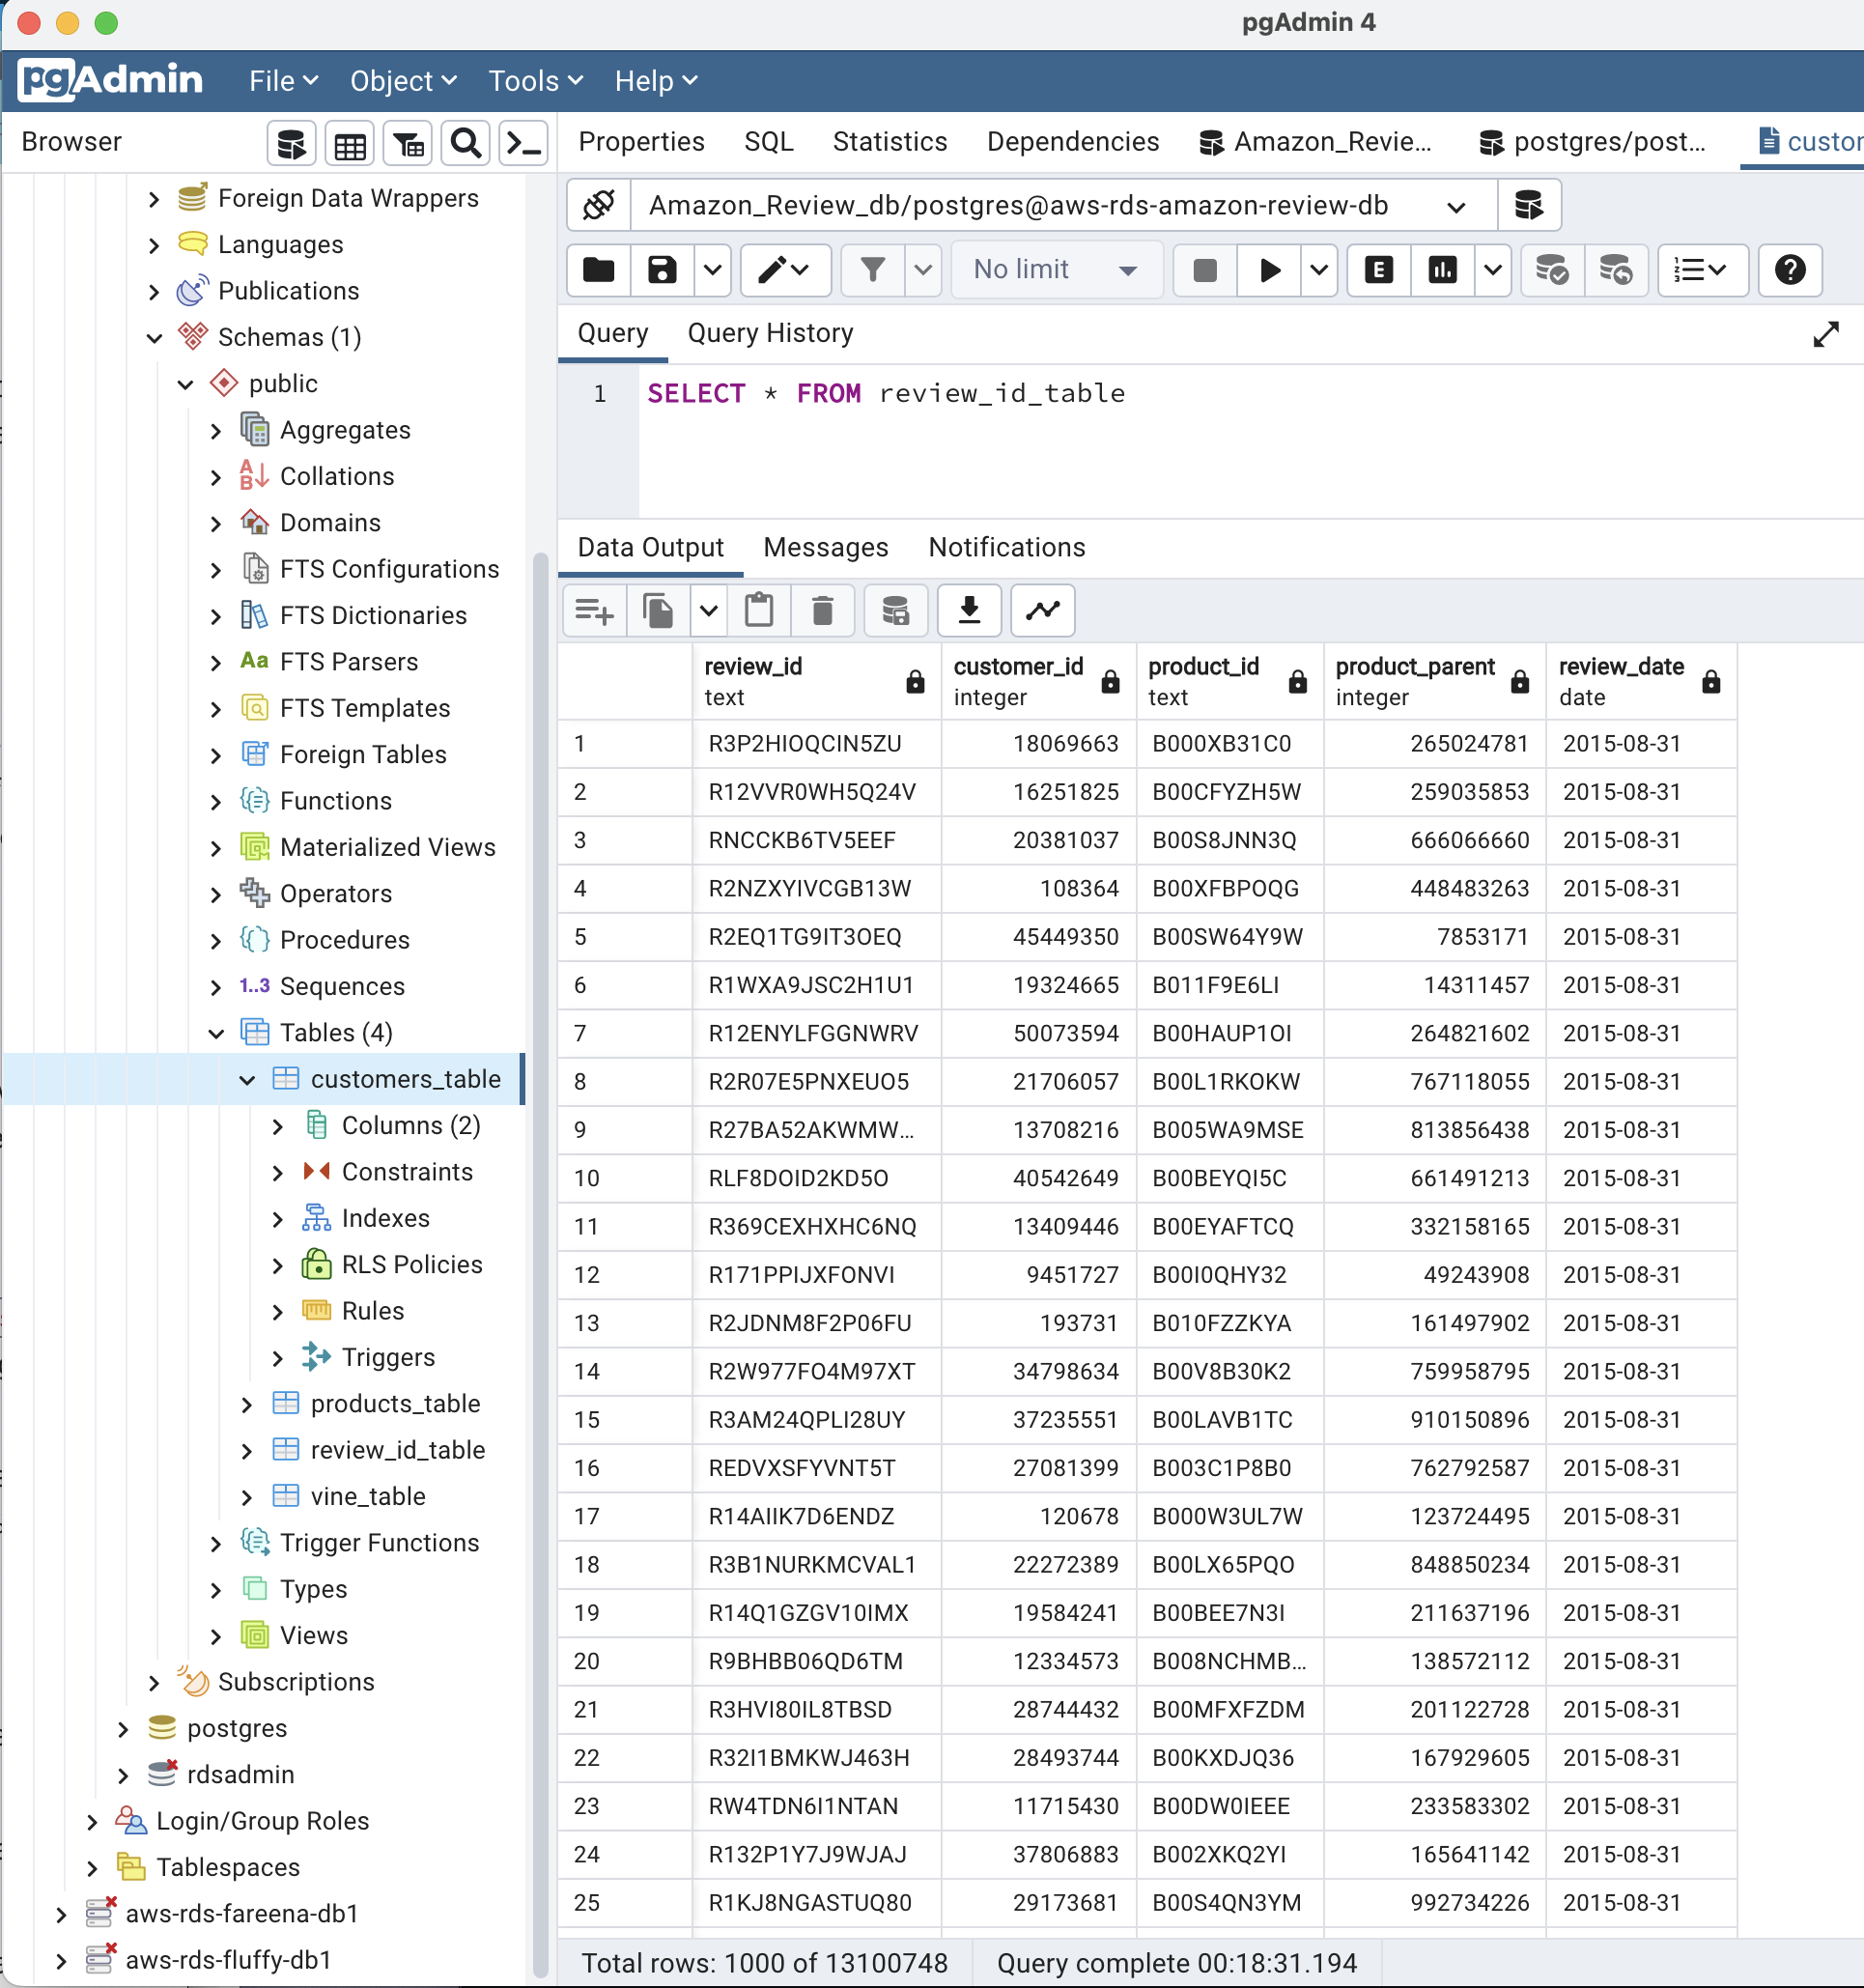 pgAdmin 4
pgAdmin File Object Tools Help
Browser
Properties SQL Statistics Dependencies Amazon_Revie... postgres/post... custor
Foreign Data Wrappers
Languages
Publications
Schemas (1)
public
Aggregates
Collations
Domains
FTS Configurations
FTS Dictionaries
Aa FTS Parsers
FTS Templates
Foreign Tables
Functions
Materialized Views
Operators
Procedures
1..3 Sequences
Tables (4)
customers_table
Columns (2)
Constraints
Indexes
RLS Policies
Rules
Triggers
products_table
review_id_table
vine_table
Trigger Functions
Types
Views
Subscriptions
postgres
rdsadmin
Login/Group Roles
Tablespaces
aws-rds-fareena-db1
aws-rds-fluffy-db1
Amazon_Review_db/postgres@aws-rds-amazon-review-db
No limit E
Query Query History
1 SELECT * FROM review_id_table
Data Output Messages Notifications
review_id customer_id product_id product_parent review_date
text integer text integer date
1 R3P2HIOQCIN5ZU 18069663 B000XB31C0 265024781 2015-08-31
2 R12VVR0WH5Q24V 16251825 B00CFYZH5W 259035853 2015-08-31
3 RNCCKB6TV5EEF 20381037 B00S8JNN3Q 666066660 2015-08-31
4 R2NZXYIVCGB13W 108364 B00XFBPOQG 448483263 2015-08-31
5 R2EQ1TG9IT3OEQ 45449350 B00SW64Y9W 7853171 2015-08-31
6 R1WXA9JSC2H1U1 19324665 B011F9E6LI 14311457 2015-08-31
7 R12ENYLFGGNWRV 50073594 B00HAUP1OI 264821602 2015-08-31
8 R2R07E5PNXEUO5 21706057 B00L1RKOKW 767118055 2015-08-31
9 R27BA52AKWMW... 13708216 B005WA9MSE 813856438 2015-08-31
10 RLF8DOID2KD5O 40542649 B00BEYQI5C 661491213 2015-08-31
11 R369CEXHXHC6NQ 13409446 B00EYAFTCQ 332158165 2015-08-31
12 R171PPIJXFONVI 9451727 B00I0QHY32 49243908 2015-08-31
13 R2JDNM8F2P06FU 193731 B010FZZKYA 161497902 2015-08-31
14 R2W977FO4M97XT 34798634 B00V8B30K2 759958795 2015-08-31
15 R3AM24QPLI28UY 37235551 B00LAVB1TC 910150896 2015-08-31
16 REDVXSFYVNT5T 27081399 B003C1P8B0 762792587 2015-08-31
17 R14AIIK7D6ENDZ 120678 B000W3UL7W 123724495 2015-08-31
18 R3B1NURKMCVAL1 22272389 B00LX65PQO 848850234 2015-08-31
19 R14Q1GZGV10IMX 19584241 B00BEE7N3I 211637196 2015-08-31
20 R9BHBB06QD6TM 12334573 B008NCHMB... 138572112 2015-08-31
21 R3HVI80IL8TBSD 28744432 B00MFXFZDM 201122728 2015-08-31
22 R32I1BMKWJ463H 28493744 B00KXDJQ36 167929605 2015-08-31
23 RW4TDN6I1NTAN 11715430 B00DW0IEEE 233583302 2015-08-31
24 R132P1Y7J9WJAJ 37806883 B002XKQ2YI 165641142 2015-08-31
25 R1KJ8NGASTUQ80 29173681 B00S4QN3YM 992734226 2015-08-31
Total rows: 1000 of 13100748 Query complete 00:18:31.194